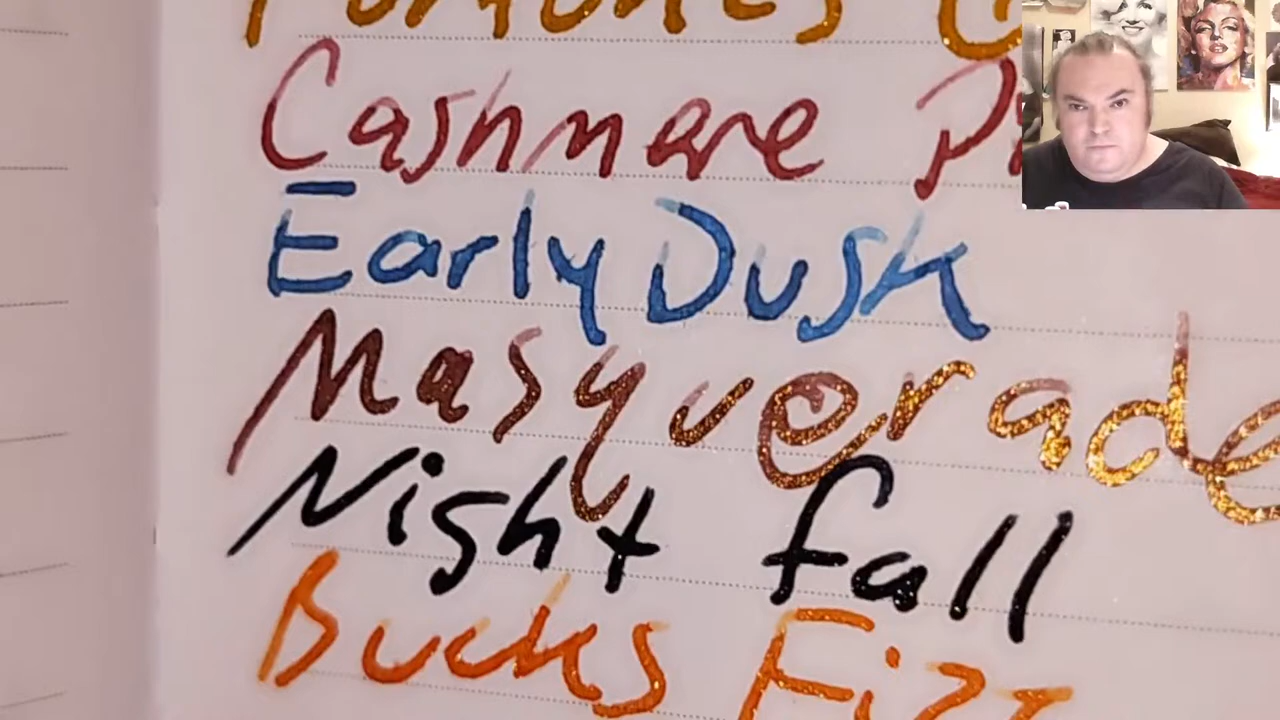 Cashmere
Early Dusk
Masquerade
Night fall
Bucks Fizz